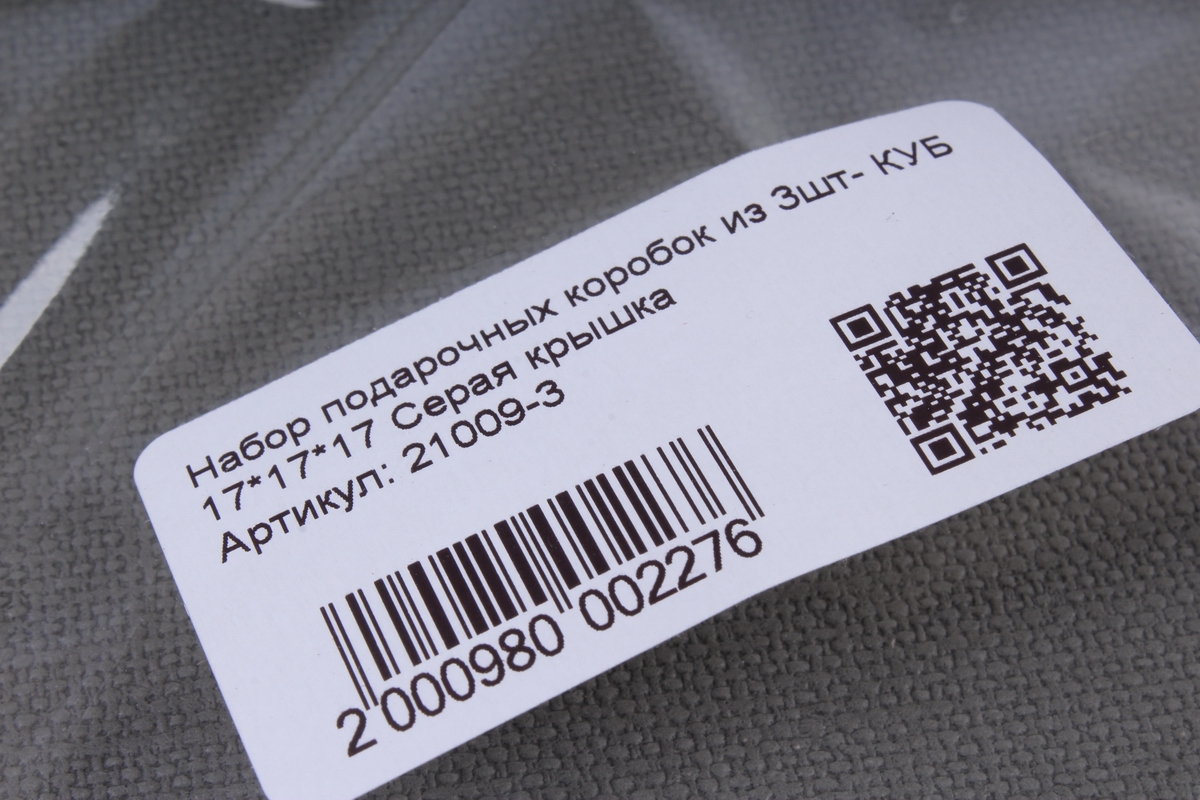 Набор подарочных коробок из 3шт- КУБ
17*17*17 Серая крышка
Артикул: 21009-3
2 000980 002276